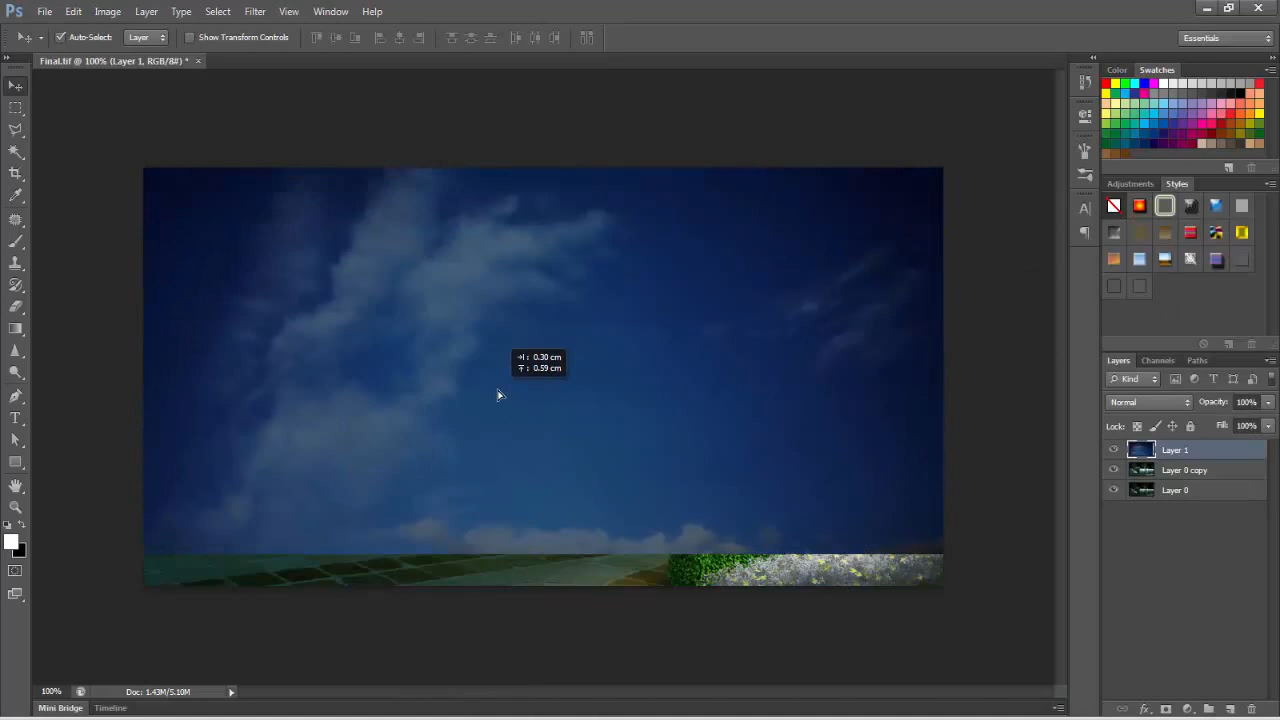 Ps File Edit Image Layer Type Select Filter View Window Help
Auto-Select: Layer Show Transform Controls Essentials
Final.tif @ 100% (Layer 1, RGB/8#) * ×
Color Swatches
Adjustments Styles
→|: 0.30 cm
0.59 cm
Layers Channels Paths
Kind
Normal Opacity: 100%
Lock: Fill: 100%
Layer 1
Layer 0 copy
Layer 0
100% Doc: 1.43M/5.10M
Mini Bridge Timeline